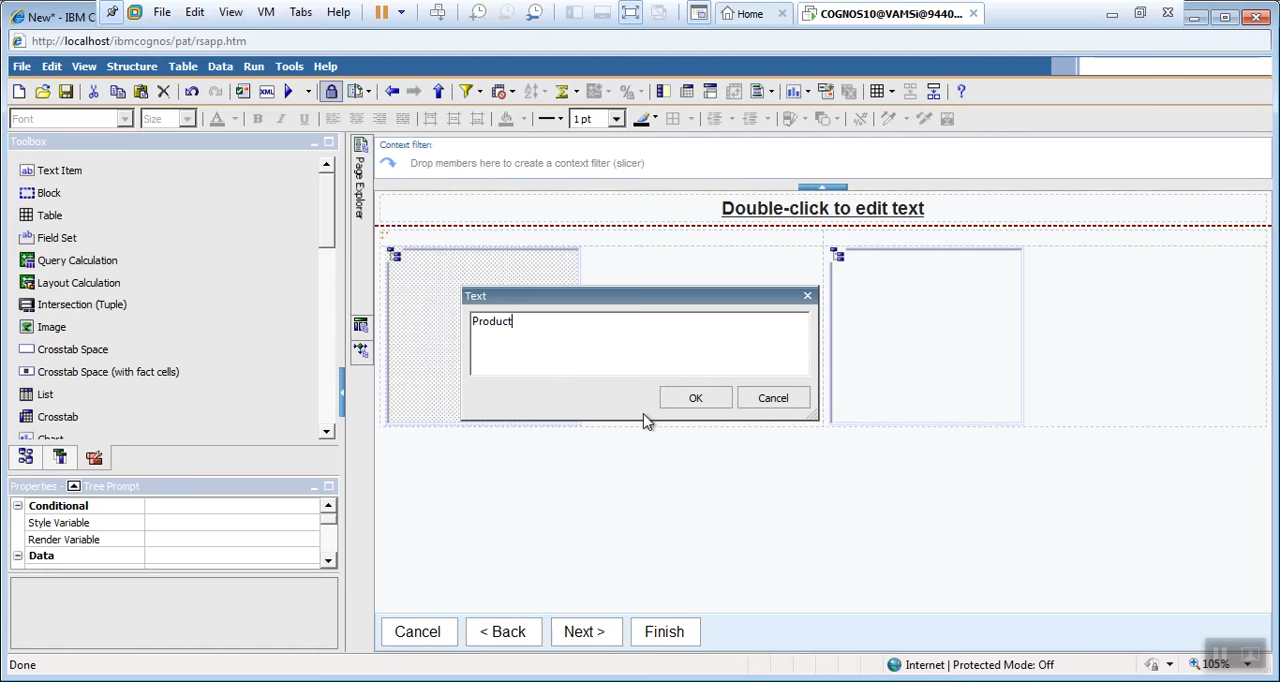 New* - IBM C
File Edit View VM Tabs Help
Home
COGNOS10@VAMSi@9440...
http://localhost/ibmcognos/pat/rsapp.htm
File Edit View Structure Table Data Run Tools Help
Font Size 1 pt
Toolbox
Text Item
Block
Table
Field Set
Query Calculation
Layout Calculation
Intersection (Tuple)
Image
Crosstab Space
Crosstab Space (with fact cells)
List
Crosstab
Chart
Properties - Tree Prompt
Conditional
Style Variable
Render Variable
Data
Page Explorer
Context filter:
Drop members here to create a context filter (slicer)
Double-click to edit text
Text
Product
OK Cancel
Cancel < Back Next > Finish
Done
Internet | Protected Mode: Off
105%